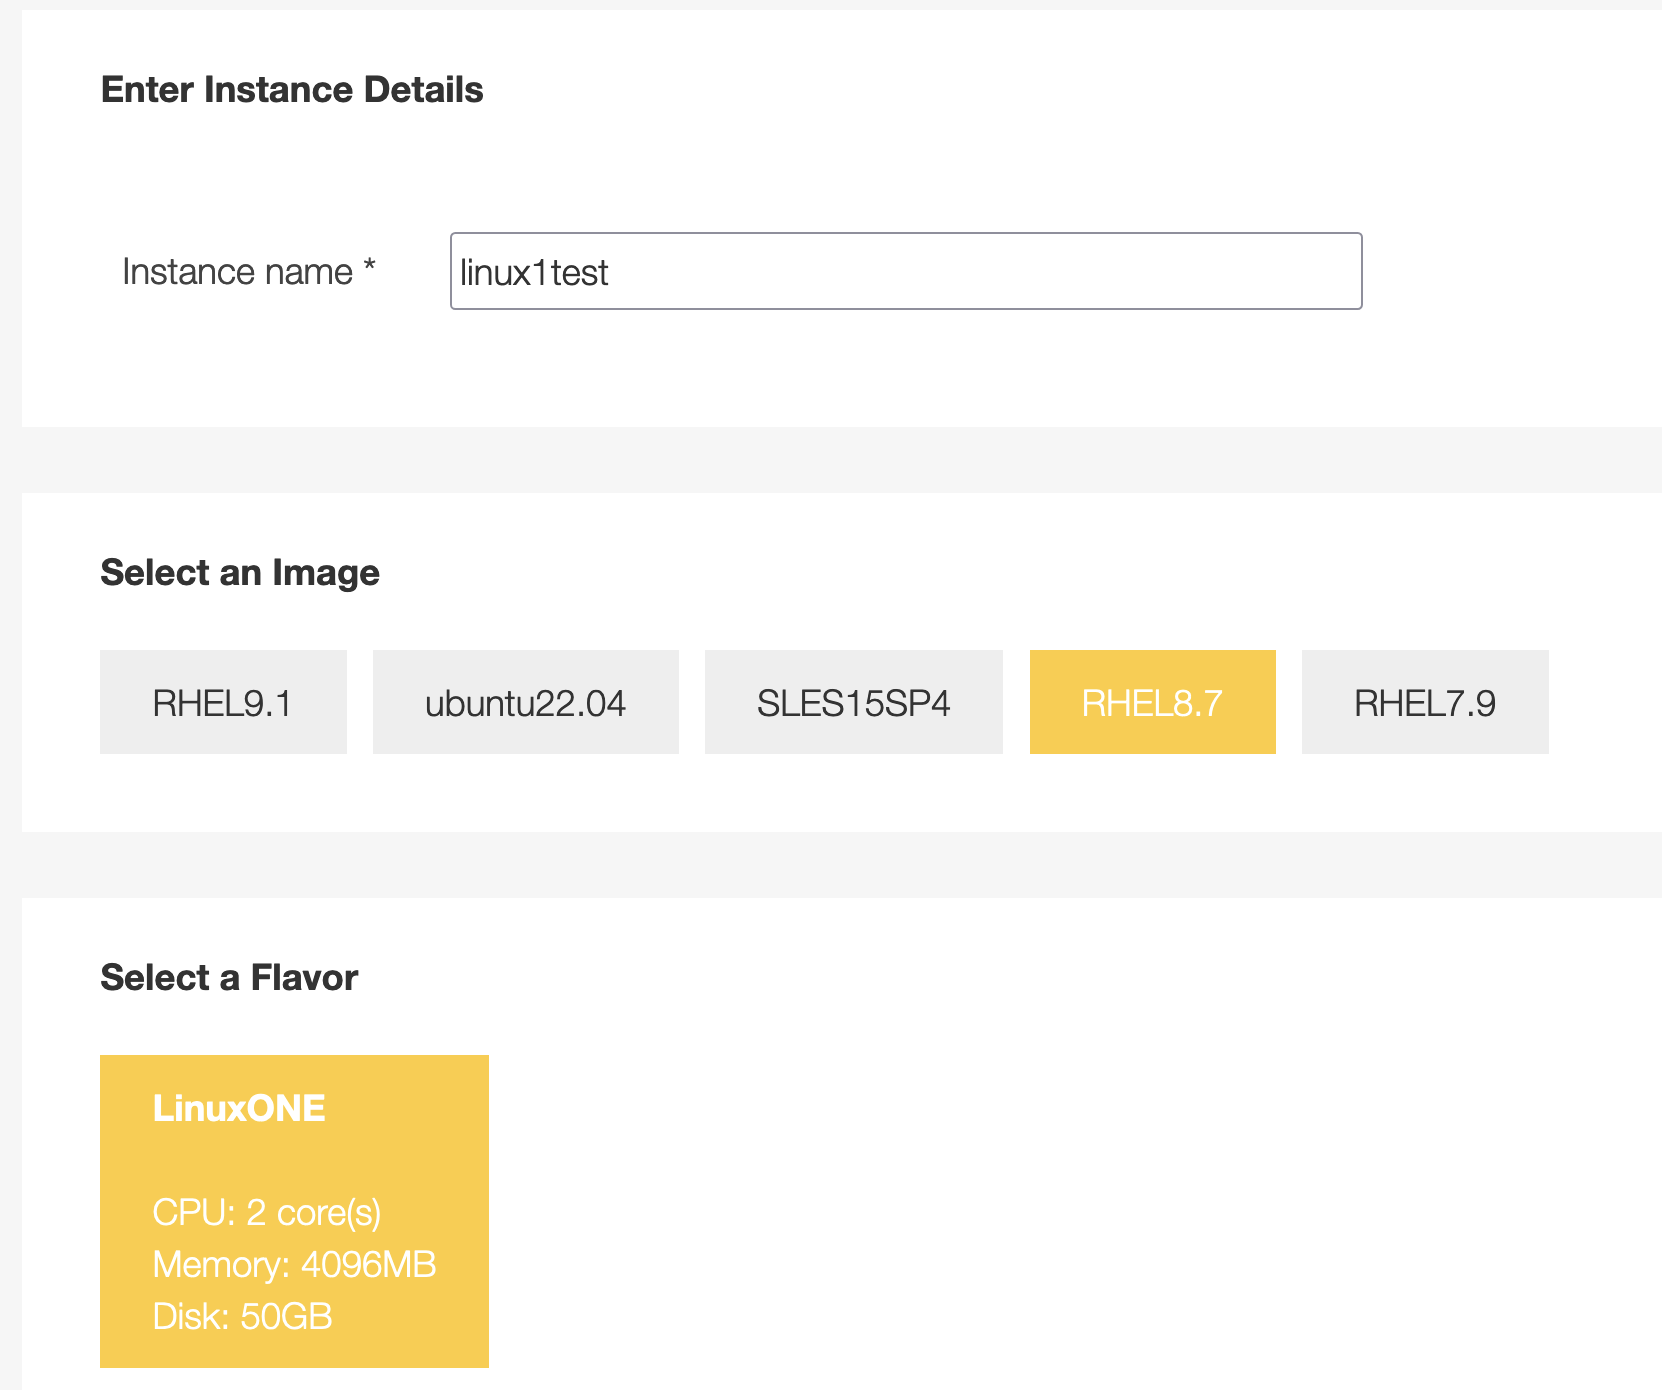 Enter Instance Details
Instance name * linux1test
Select an Image
RHEL9.1 ubuntu22.04 SLES15SP4 RHEL8.7 RHEL7.9
Select a Flavor
LinuxONE
CPU: 2 core(s)
Memory: 4096MB
Disk: 50GB